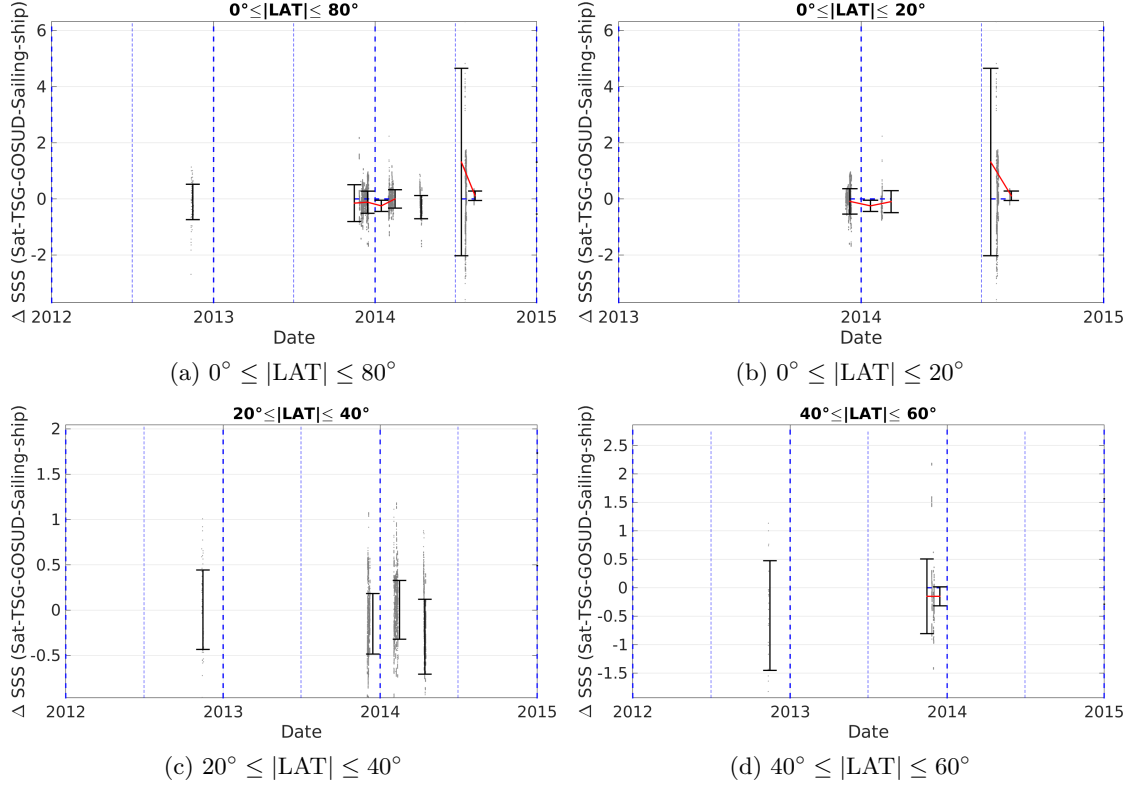 0°≤|LAT|≤ 80°
Δ SSS (Sat-TSG-GOSUD-Sailing-ship)
6
4
2
0
-2
2012 2013 2014 2015
Date
(a) 0° ≤ |LAT| ≤ 80°
0°≤|LAT|≤ 20°
Δ SSS (Sat-TSG-GOSUD-Sailing-ship)
6
4
2
0
-2
2013 2014 2015
Date
(b) 0° ≤ |LAT| ≤ 20°
20°≤|LAT|≤ 40°
Δ SSS (Sat-TSG-GOSUD-Sailing-ship)
2
1.5
1
0.5
0
-0.5
2012 2013 2014 2015
Date
(c) 20° ≤ |LAT| ≤ 40°
40°≤|LAT|≤ 60°
Δ SSS (Sat-TSG-GOSUD-Sailing-ship)
2.5
2
1.5
1
0.5
0
-0.5
-1
-1.5
2012 2013 2014 2015
Date
(d) 40° ≤ |LAT| ≤ 60°